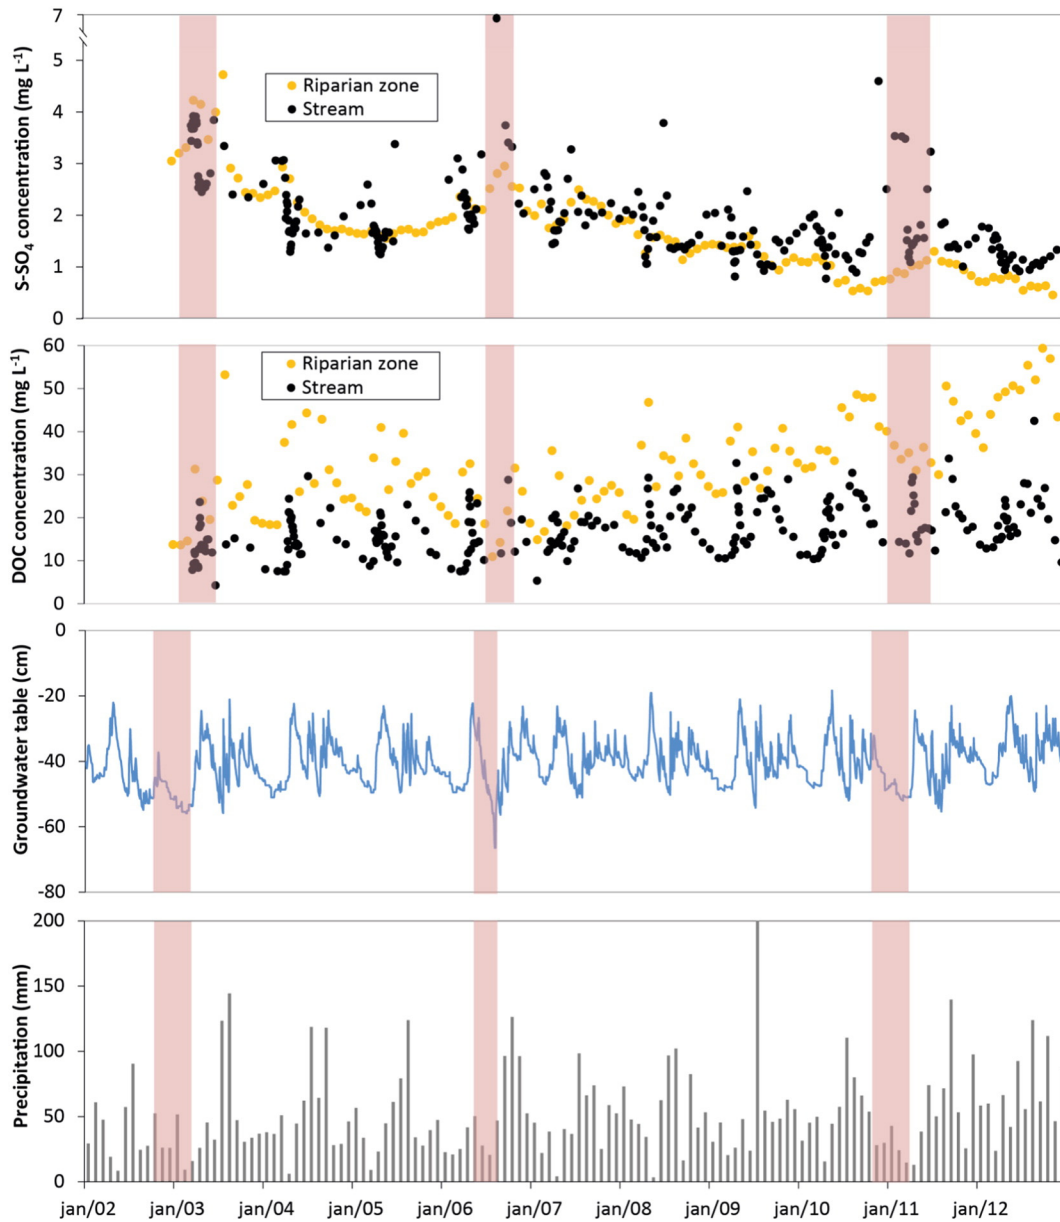 7
5
4
3
2
1
0
S-SO4 concentration (mg L-1)
Riparian zone
Stream
60
50
40
30
20
10
0
DOC concentration (mg L-1)
Riparian zone
Stream
0
-20
-40
-60
-80
Groundwater table (cm)
200
150
100
50
0
Precipitation (mm)
jan/02 jan/03 jan/04 jan/05 jan/06 jan/07 jan/08 jan/09 jan/10 jan/11 jan/12